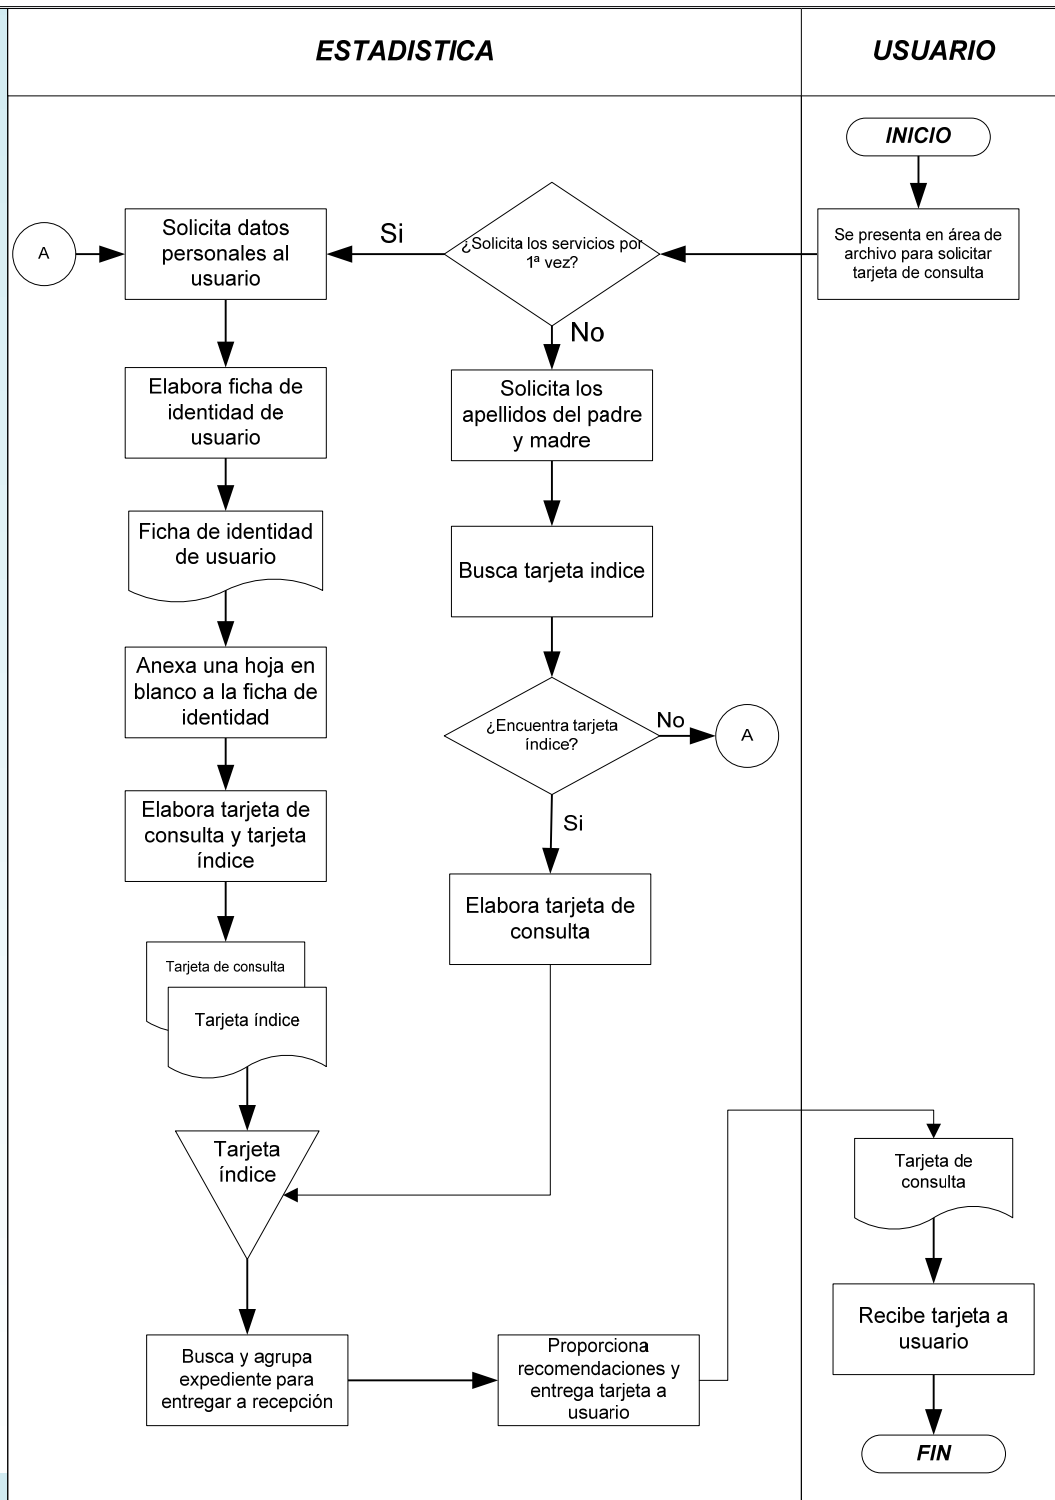 ESTADISTICA
USUARIO
INICIO
Se presenta en área de
archivo para solicitar
tarjeta de consulta
¿Solicita los servicios por
1ª vez?
Si
No
A
Solicita datos
personales al
usuario
Elabora ficha de
identidad de
usuario
Ficha de identidad
de usuario
Anexa una hoja en
blanco a la ficha de
identidad
Elabora tarjeta de
consulta y tarjeta
índice
Tarjeta de consulta
Tarjeta índice
Tarjeta
índice
Solicita los
apellidos del padre
y madre
Busca tarjeta indice
¿Encuentra tarjeta
índice?
No
A
Si
Elabora tarjeta de
consulta
Busca y agrupa
expediente para
entregar a recepción
Proporciona
recomendaciones y
entrega tarjeta a
usuario
Tarjeta de
consulta
Recibe tarjeta a
usuario
FIN